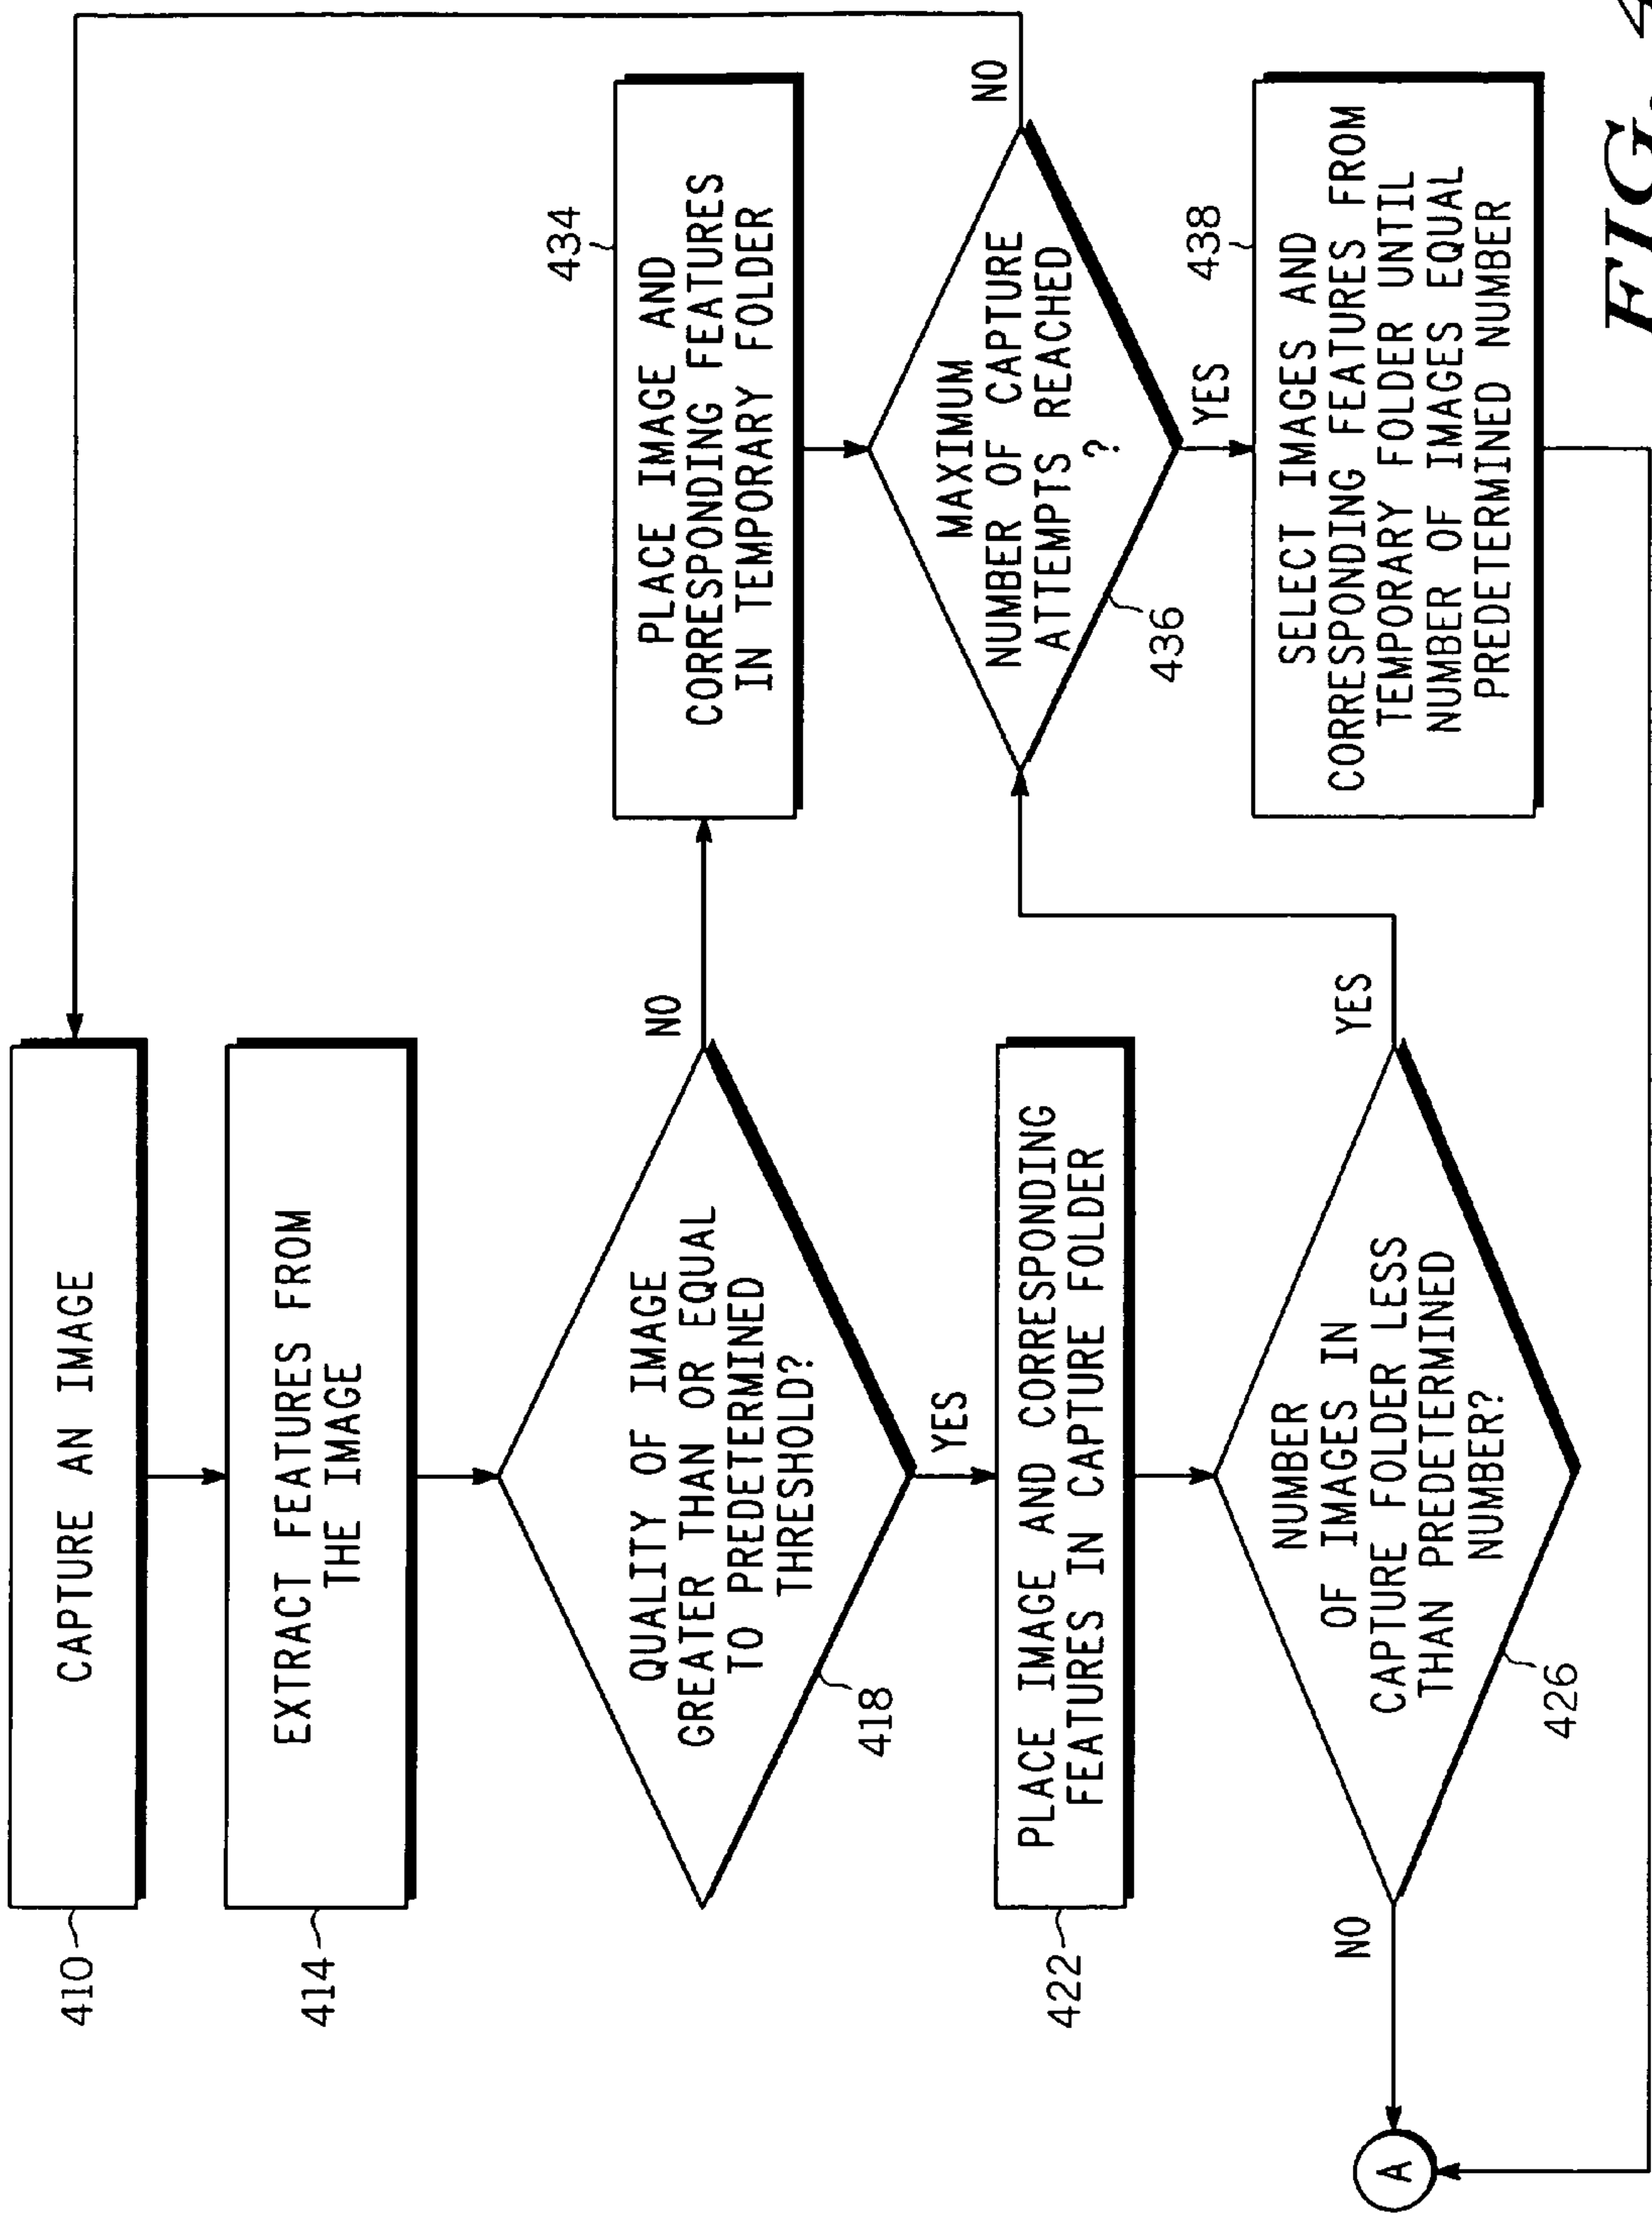 410
CAPTURE AN IMAGE
414
EXTRACT FEATURES FROM
THE IMAGE
QUALITY OF IMAGE
GREATER THAN OR EQUAL
TO PREDETERMINED
THRESHOLD?
418
NO
YES
434
PLACE IMAGE AND
CORRESPONDING FEATURES
IN TEMPORARY FOLDER
422
PLACE IMAGE AND CORRESPONDING
FEATURES IN CAPTURE FOLDER
MAXIMUM
NUMBER OF CAPTURE
ATTEMPTS REACHED
?
436
NO
YES
NUMBER
OF IMAGES IN
CAPTURE FOLDER LESS
THAN PREDETERMINED
NUMBER?
426
NO
YES
438
SELECT IMAGES AND
CORRESPONDING FEATURES FROM
TEMPORARY FOLDER UNTIL
NUMBER OF IMAGES EQUAL
PREDETERMINED NUMBER
A
FIG. 4